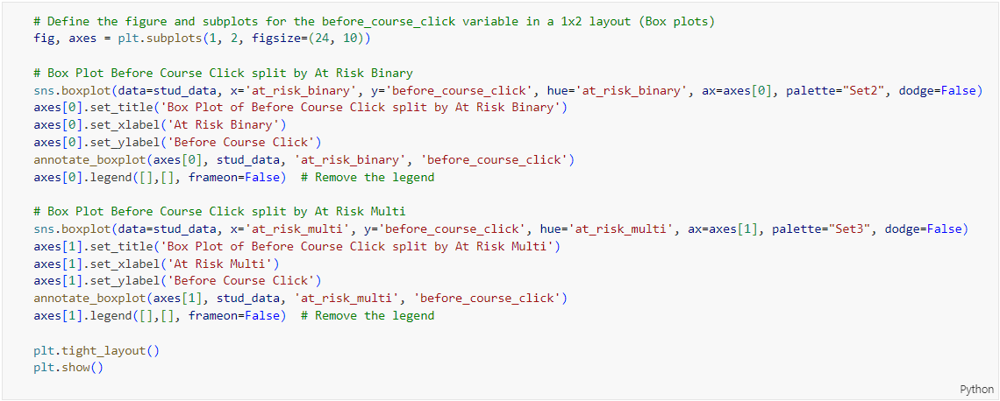 # Define the figure and subplots for the before_course_click variable in a 1x2 layout (Box plots)
fig, axes = plt.subplots(1, 2, figsize=(24, 10))
# Box Plot Before Course Click split by At Risk Binary
sns.boxplot(data=stud_data, x='at_risk_binary', y='before_course_click', hue='at_risk_binary', ax=axes[0], palette="Set2", dodge=False)
axes[0].set_title('Box Plot of Before Course Click split by At Risk Binary')
axes[0].set_xlabel('At Risk Binary')
axes[0].set_ylabel('Before Course Click')
annotate_boxplot(axes[0], stud_data, 'at_risk_binary', 'before_course_click')
axes[0].legend([],[], frameon=False)  # Remove the legend
# Box Plot Before Course Click split by At Risk Multi
sns.boxplot(data=stud_data, x='at_risk_multi', y='before_course_click', hue='at_risk_multi', ax=axes[1], palette="Set3", dodge=False)
axes[1].set_title('Box Plot of Before Course Click split by At Risk Multi')
axes[1].set_xlabel('At Risk Multi')
axes[1].set_ylabel('Before Course Click')
annotate_boxplot(axes[1], stud_data, 'at_risk_multi', 'before_course_click')
axes[1].legend([],[], frameon=False)  # Remove the legend
plt.tight_layout()
plt.show()
Python